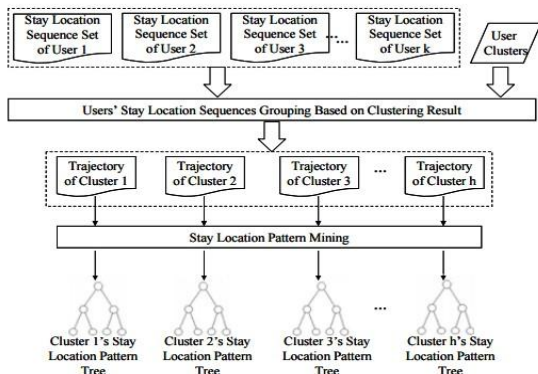 Stay Location
Sequence Set
of User 1
Stay Location
Sequence Set
of User 2
Stay Location
Sequence Set
of User 3
...
Stay Location
Sequence Set
of User k
User
Clusters
Users' Stay Location Sequences Grouping Based on Clustering Result
Trajectory
of Cluster 1
Trajectory
of Cluster 2
Trajectory
of Cluster 3
...
Trajectory
of Cluster h
Stay Location Pattern Mining
...
Cluster 1's Stay
Location Pattern
Tree
Cluster 2's Stay
Location Pattern
Tree
Cluster 3's Stay
Location Pattern
Tree
Cluster h's Stay
Location Pattern
Tree